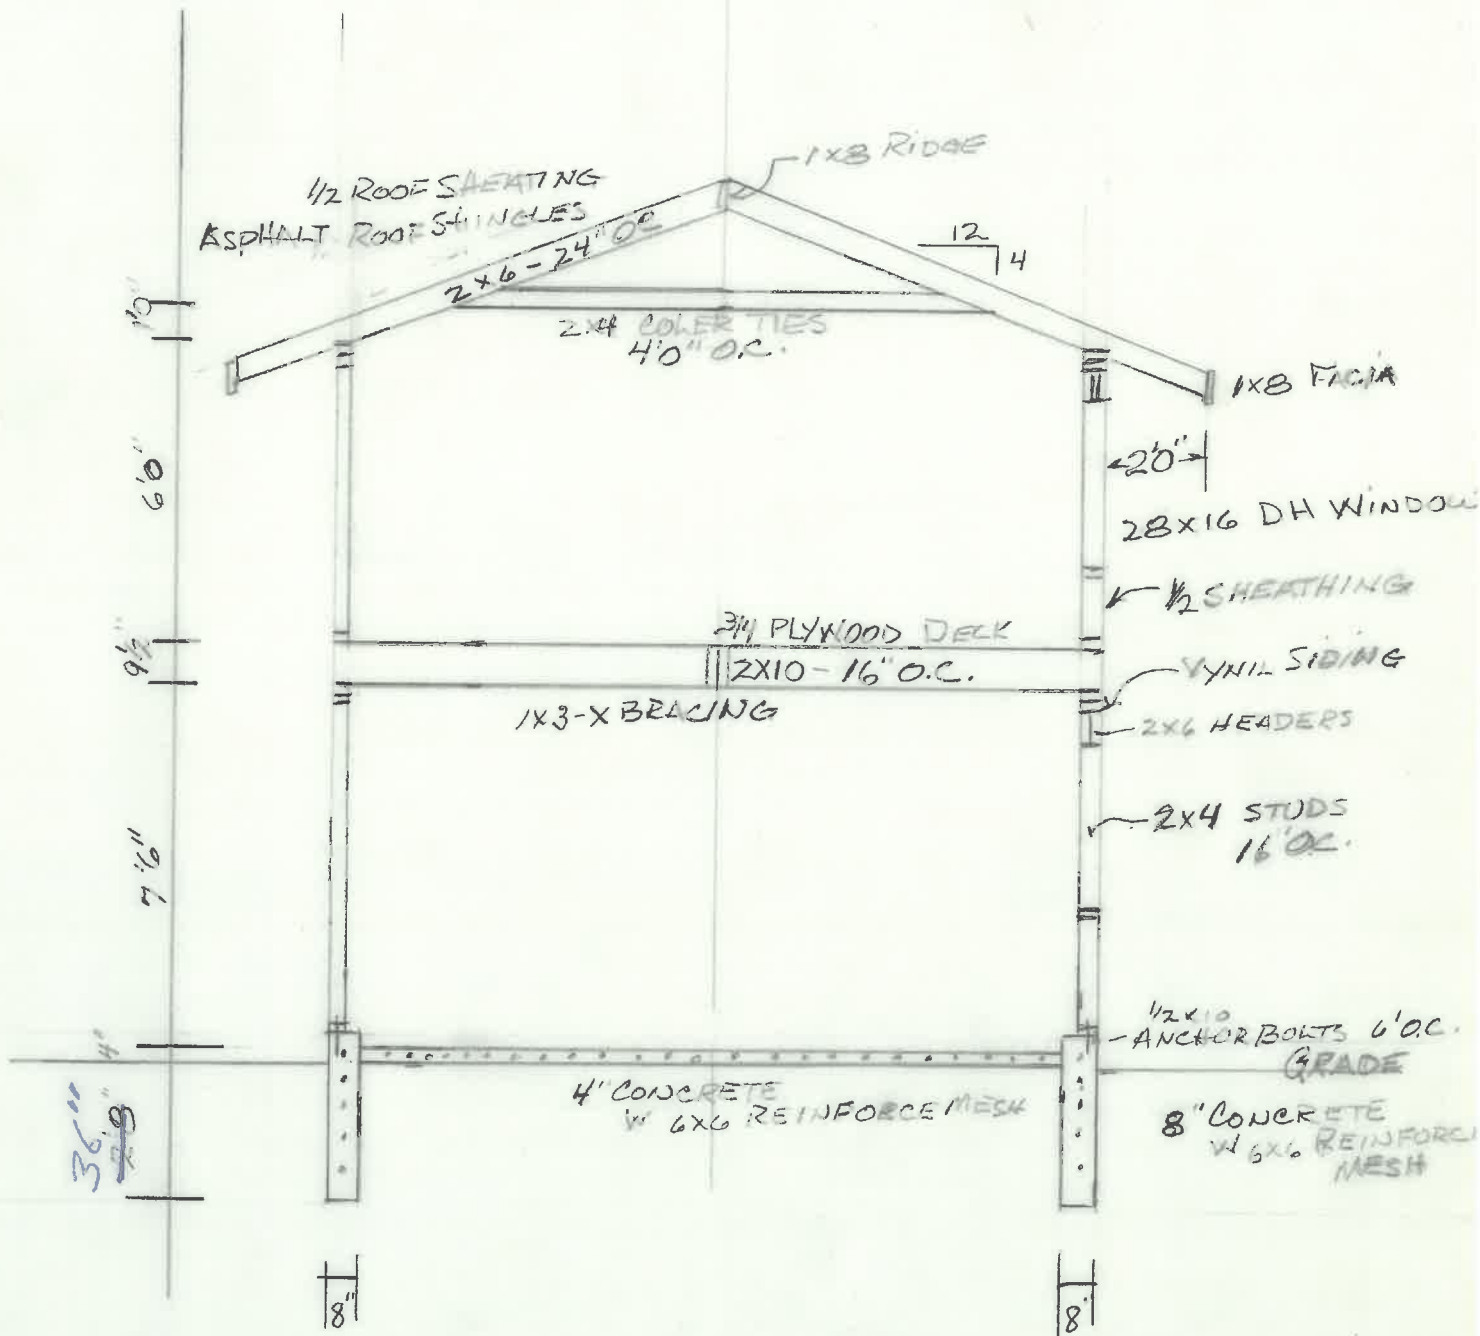 1X8 RIDGE
1/2 ROOF SHEATING
ASPHALT ROOF SHINGLES
2X6 - 24" OC
12
4
1'0"
2X4 COLER TIES
4'0" O.C.
1X8 FACIA
2'0"
6'0"
28X16 DH WINDOW
1/2 SHEATHING
3/4 PLYWOOD DECK
9½"
2X10 - 16" O.C.
VYNIL SIDING
1X3-X BRACING
2X6 HEADERS
2X4 STUDS
16" O.C.
7'6"
1/2 X 10
ANCHOR BOLTS 6' O.C.
GRADE
4"
4' CONCRETE
W 6X6 REINFORCE MESH
8" CONCRETE
W 6X6 REINFORC
MESH
36"
8"
8"